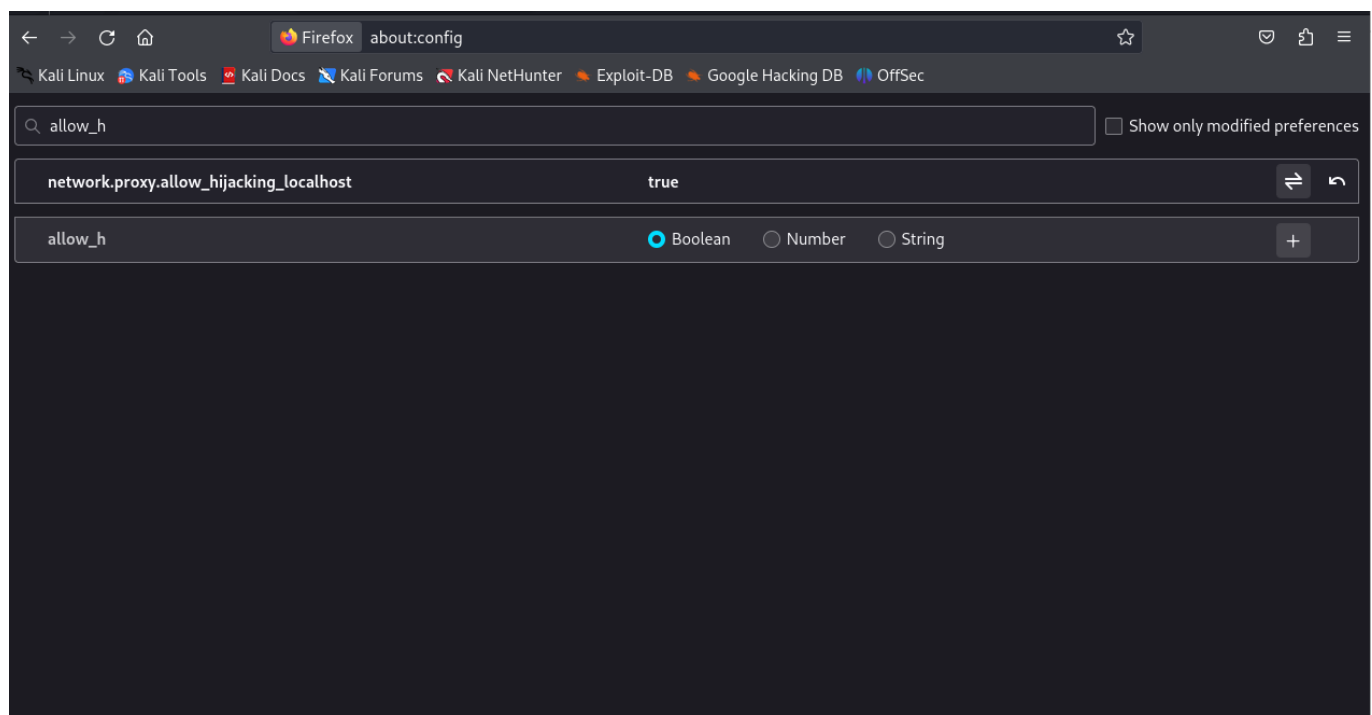 Firefox about:config
Kali Linux Kali Tools Kali Docs Kali Forums Kali NetHunter Exploit-DB Google Hacking DB OffSec
allow_h Show only modified preferences
network.proxy.allow_hijacking_localhost true
allow_h Boolean Number String